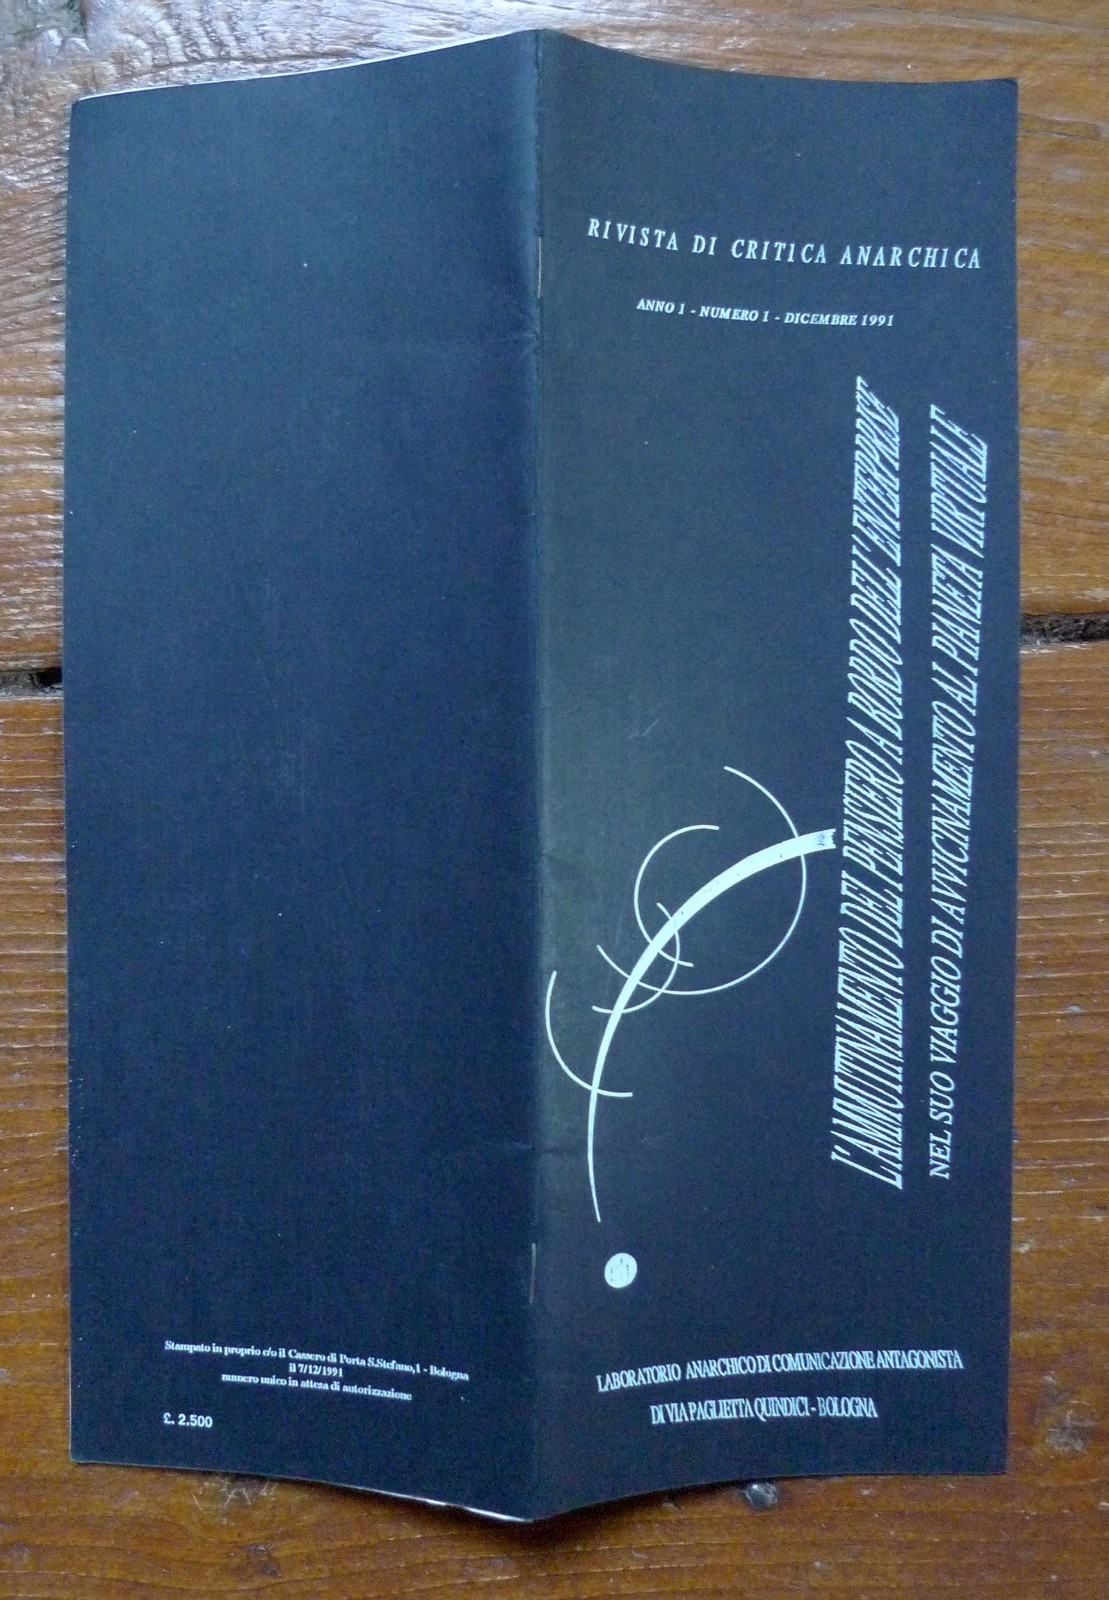 RIVISTA DI CRITICA ANARCHICA
ANNO 1 - NUMERO 1 - DICEMBRE 1991
L'AMMUTINAMENTO DEL PENSIERO A BORDO DELL'ENTERPRISE
NEL SUO VIAGGIO DI AVVICINAMENTO AL PIANETA VIRTUALE
LABORATORIO ANARCHICO DI COMUNICAZIONE ANTAGONISTA
DI VIA PAGLIETTA QUINDICI - BOLOGNA
Stampato in proprio c/o il Cassero di Porta S.Stefano,1 - Bologna
il 7/12/1991
numero unico in attesa di autorizzazione
£. 2.500